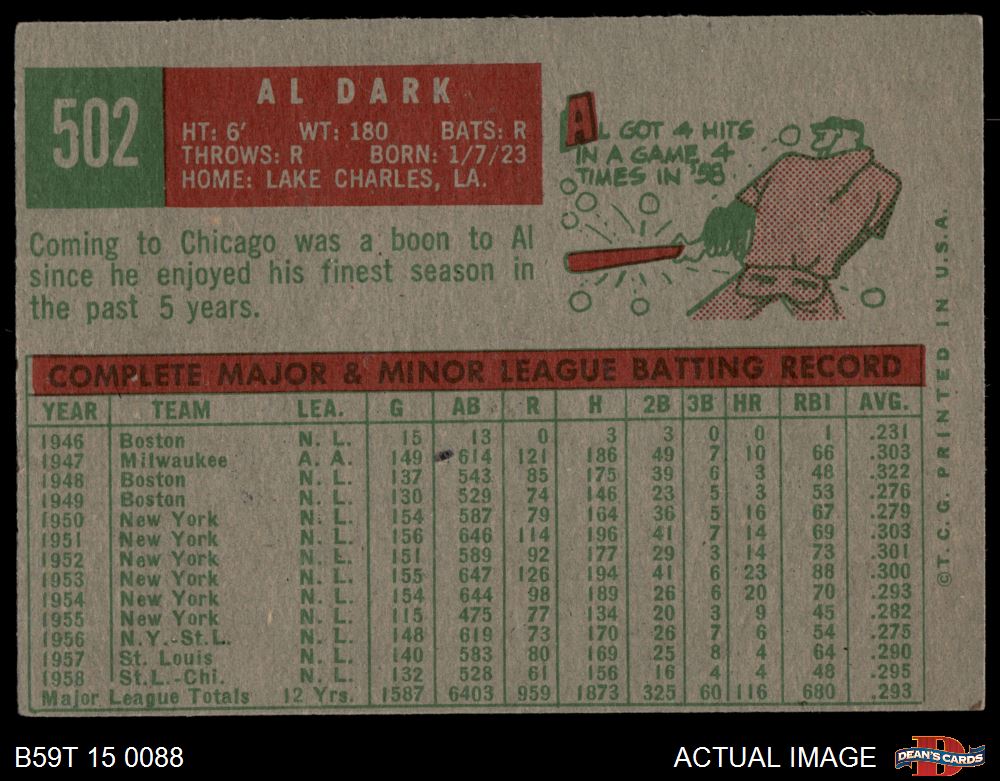 502
AL DARK
HT: 6' WT: 180 BATS: R
THROWS: R BORN: 1/7/23
HOME: LAKE CHARLES, LA.
AL GOT 4 HITS
IN A GAME, 4
TIMES IN '58
Coming to Chicago was a boon to Al
since he enjoyed his finest season in
the past 5 years.
COMPLETE MAJOR & MINOR LEAGUE BATTING RECORD
YEAR TEAM LEA. G AB R H 2B 3B HR RBI AVG.
1946 Boston N. L. 15 13 0 3 3 0 0 1 .231
1947 Milwaukee A. A. 149 614 121 186 49 7 10 66 .303
1948 Boston N. L. 137 543 85 175 39 6 3 48 .322
1949 Boston N. L. 130 529 74 146 23 5 3 53 .276
1950 New York N. L. 154 587 79 164 36 5 16 67 .279
1951 New York N. L. 156 646 114 196 41 7 14 69 .303
1952 New York N. L. 151 589 92 177 29 3 14 73 .301
1953 New York N. L. 155 647 126 194 41 6 23 88 .300
1954 New York N. L. 154 644 98 189 26 6 20 70 .293
1955 New York N. L. 115 475 77 134 20 3 9 45 .282
1956 N.Y.-St.L. N. L. 148 619 73 170 26 7 6 54 .275
1957 St. Louis N. L. 140 583 80 169 25 8 4 64 .290
1958 St.L.-Chi. N. L. 132 528 61 156 16 4 4 48 .295
Major League Totals 12 Yrs. 1587 6403 959 1873 325 60 116 680 .293
©T. C. G. PRINTED IN U.S.A.
B59T 15 0088
ACTUAL IMAGE
D
DEAN'S CARDS